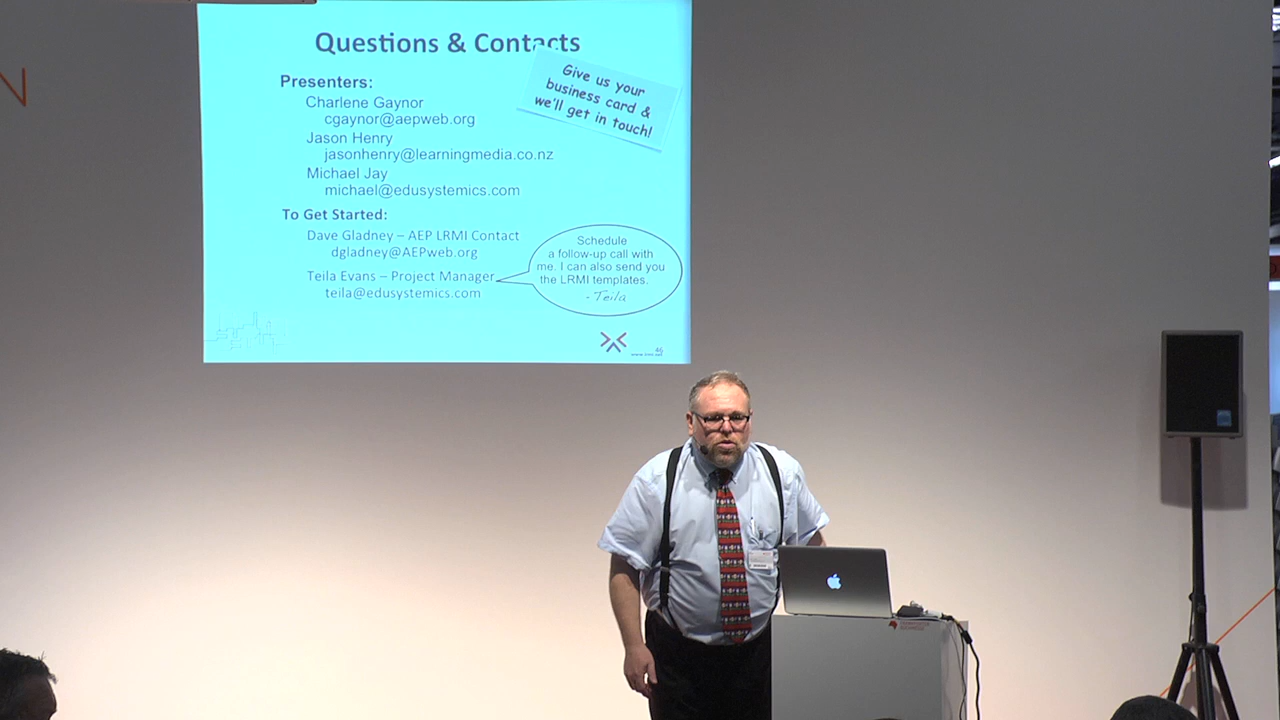 N
Questions & Contacts
Give us your
business card &
we'll get in touch!
Presenters:
Charlene Gaynor
cgaynor@aepweb.org
Jason Henry
jasonhenry@learningmedia.co.nz
Michael Jay
michael@edusystemics.com
To Get Started:
Dave Gladney – AEP LRMI Contact
dgladney@AEPweb.org
Teila Evans – Project Manager
teila@edusystemics.com
Schedule
a follow-up call with
me. I can also send you
the LRMI templates.
- Teila
46